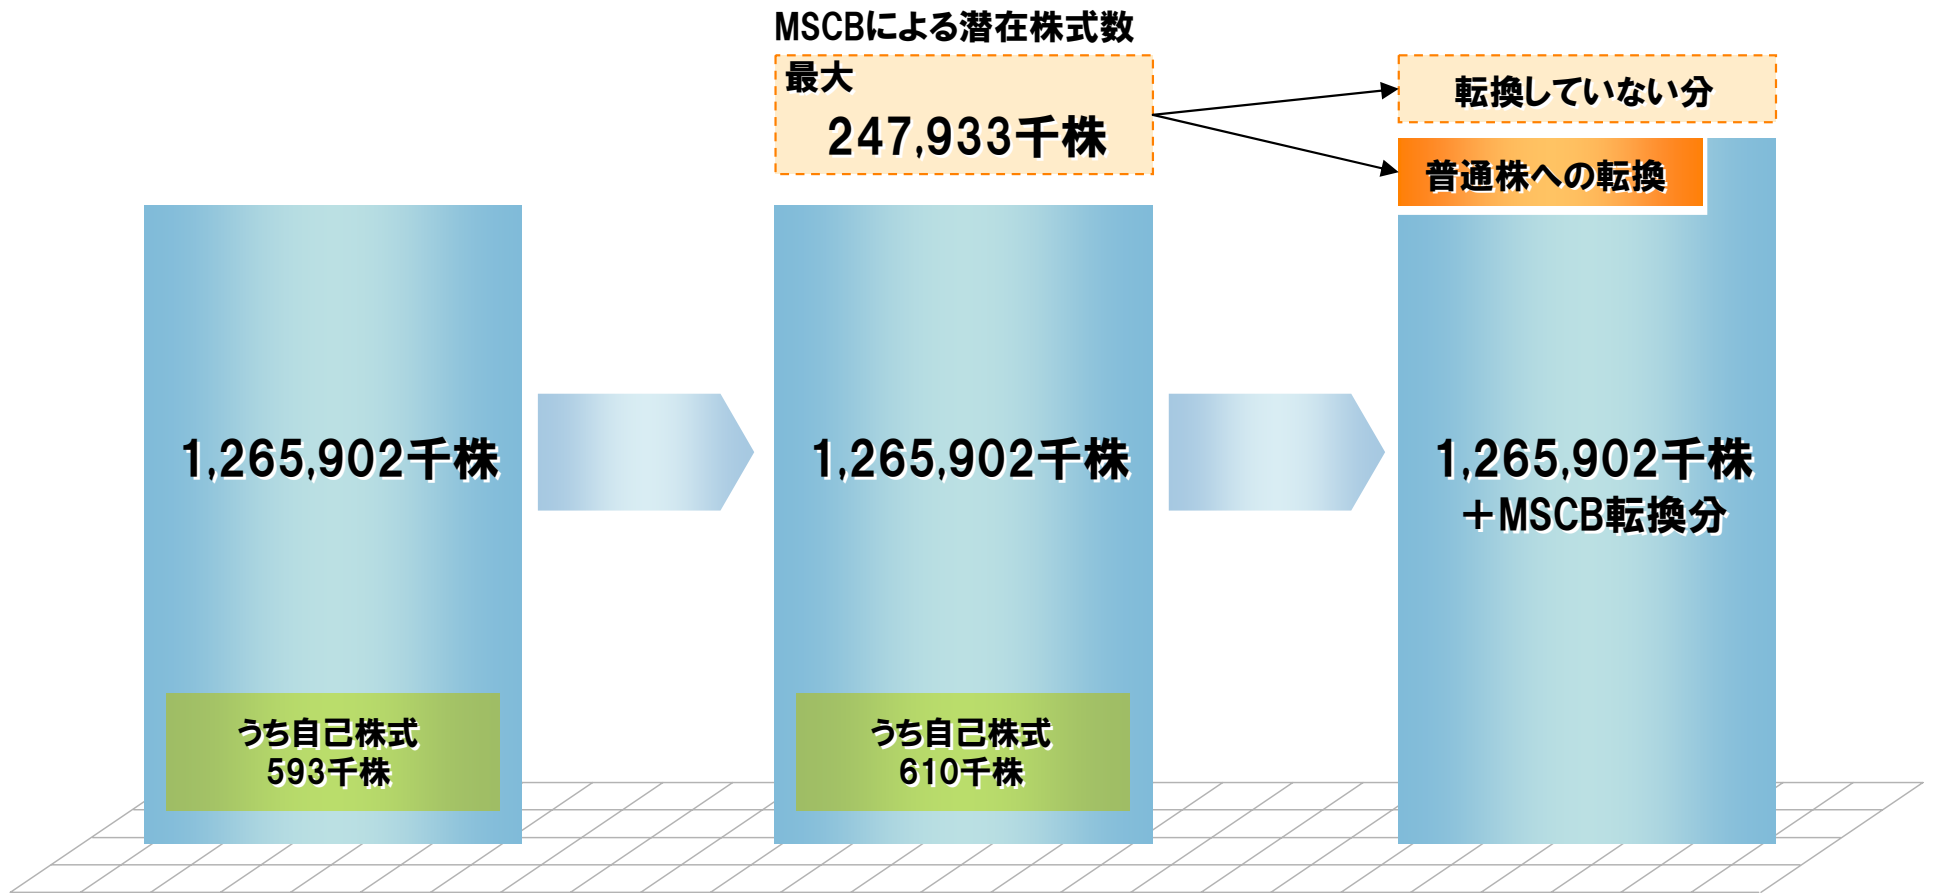 MSCBによる潜在株式数
最大
247,933千株
転換していない分
普通株への転換
1,265,902千株
1,265,902千株
1,265,902千株
＋MSCB転換分
うち自己株式
593千株
うち自己株式
610千株